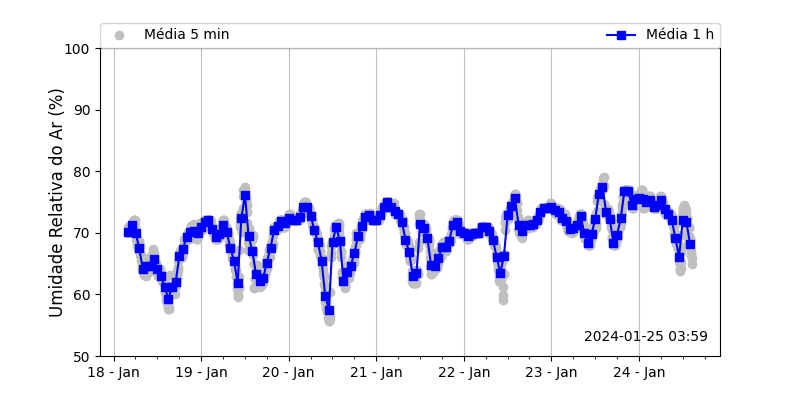 Média 5 min
Média 1 h
100
90
80
70
60
50
Umidade Relativa do Ar (%)
2024-01-25 03:59
18 - Jan
19 - Jan
20 - Jan
21 - Jan
22 - Jan
23 - Jan
24 - Jan